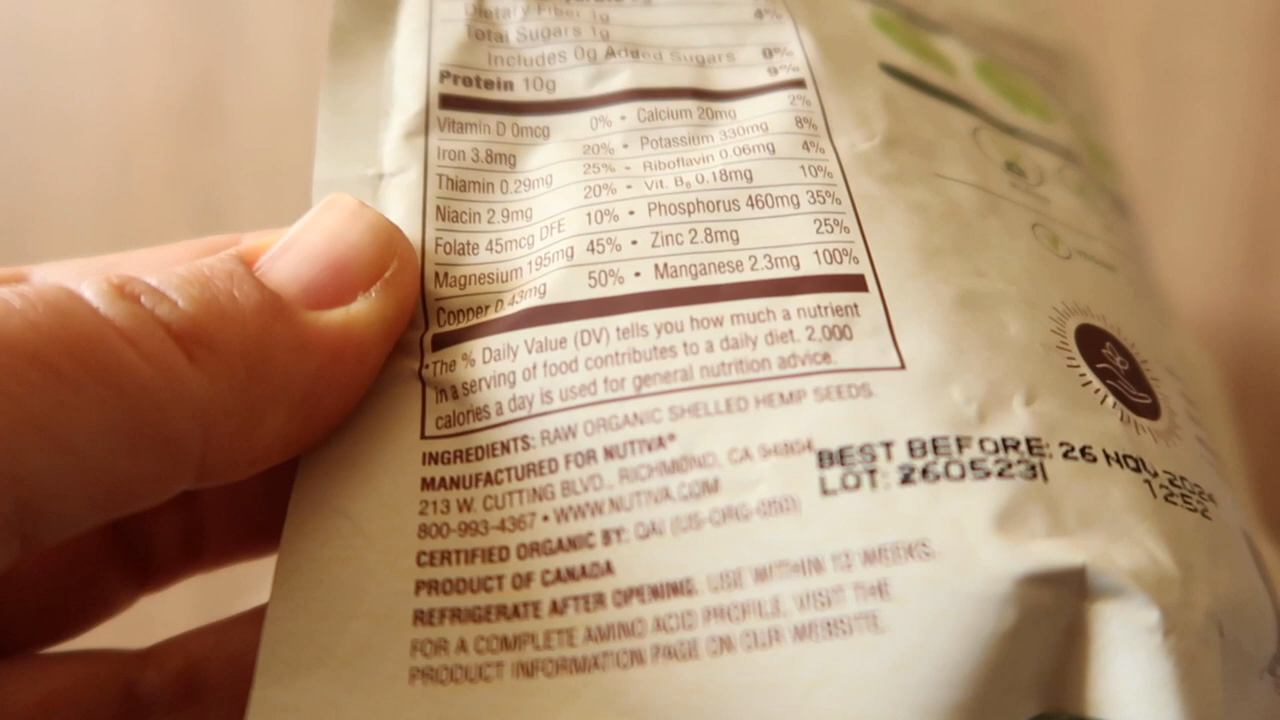 Dietary Fiber 1g 4%
Total Sugars 1g
Includes 0g Added Sugars 0%
Protein 10g 9%
Vitamin D 0mcg 0% • Calcium 20mg 2%
Iron 3.8mg 20% • Potassium 330mg 8%
Thiamin 0.29mg 25% • Riboflavin 0.06mg 4%
Niacin 2.9mg 20% • Vit. B₆ 0.18mg 10%
Folate 45mcg DFE 10% • Phosphorus 460mg 35%
Magnesium 195mg 45% • Zinc 2.8mg 25%
Copper 0.43mg 50% • Manganese 2.3mg 100%
*The % Daily Value (DV) tells you how much a nutrient
in a serving of food contributes to a daily diet. 2,000
calories a day is used for general nutrition advice.
INGREDIENTS: RAW ORGANIC SHELLED HEMP SEEDS.
MANUFACTURED FOR NUTIVA®
213 W. CUTTING BLVD., RICHMOND, CA
800-993-4367 • WWW.NUTIVA.COM
CERTIFIED ORGANIC BY: QAI
PRODUCT OF CANADA
REFRIGERATE AFTER OPENING. USE WITHIN 12 WEEKS.
FOR A COMPLETE AMINO ACID PROFILE, VISIT THE
PRODUCT INFORMATION PAGE ON OUR WEBSITE.
BEST BEFORE: 26 NOV 2024
LOT: 260523| 1252